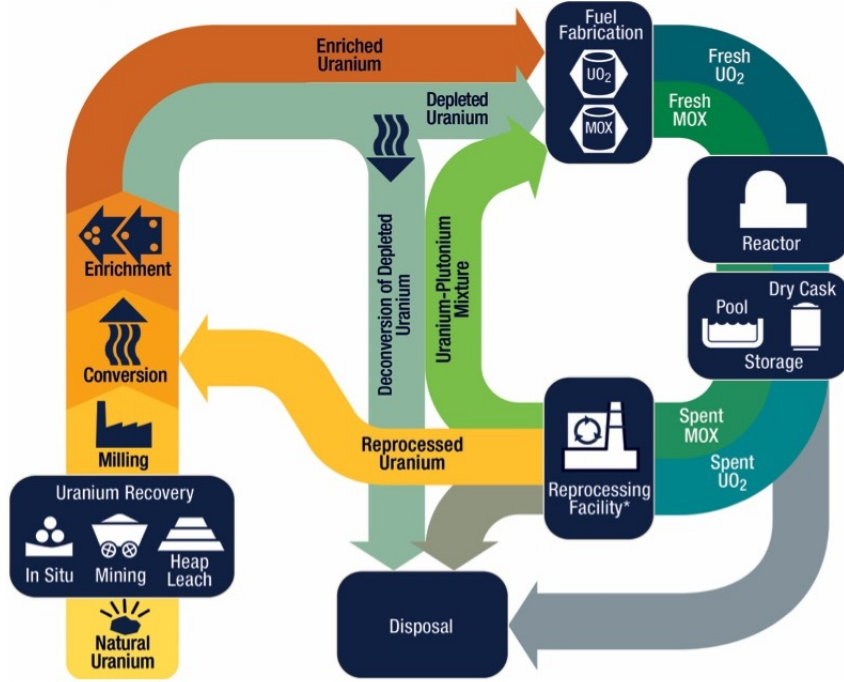 Enriched
Uranium
Depleted
Uranium
Fuel
Fabrication
UO₂
MOX
Fresh
UO₂
Fresh
MOX
Reactor
Dry Cask
Pool
Storage
Enrichment
Conversion
Milling
Uranium Recovery
In Situ
Mining
Heap
Leach
Natural
Uranium
Deconversion of Depleted
Uranium
Uranium-Plutonium
Mixture
Reprocessed
Uranium
Spent
MOX
Spent
UO₂
Reprocessing
Facility*
Disposal